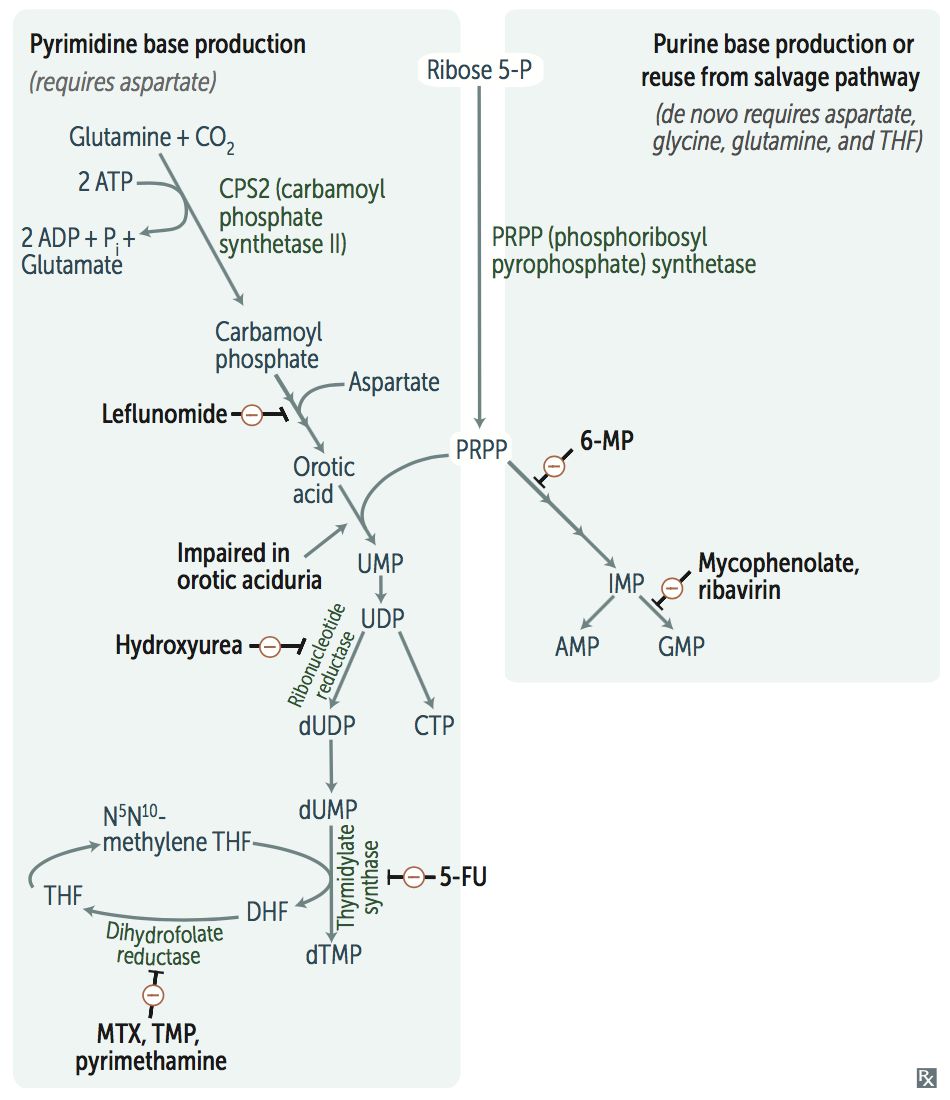 Pyrimidine base production
(requires aspartate)
Ribose 5-P
Purine base production or
reuse from salvage pathway
(de novo requires aspartate,
glycine, glutamine, and THF)
Glutamine + CO2
2 ATP
2 ADP + Pi +
Glutamate
CPS2 (carbamoyl
phosphate
synthetase II)
PRPP (phosphoribosyl
pyrophosphate) synthetase
Carbamoyl
phosphate
Aspartate
Leflunomide
Orotic
acid
PRPP
6-MP
Impaired in
orotic aciduria
UMP
IMP
Mycophenolate,
ribavirin
UDP
AMP
GMP
Hydroxyurea
Ribonucleotide
reductase
dUDP
CTP
dUMP
N5N10-
methylene THF
Thymidylate
synthase
5-FU
THF
DHF
Dihydrofolate
reductase
dTMP
MTX, TMP,
pyrimethamine
Rx